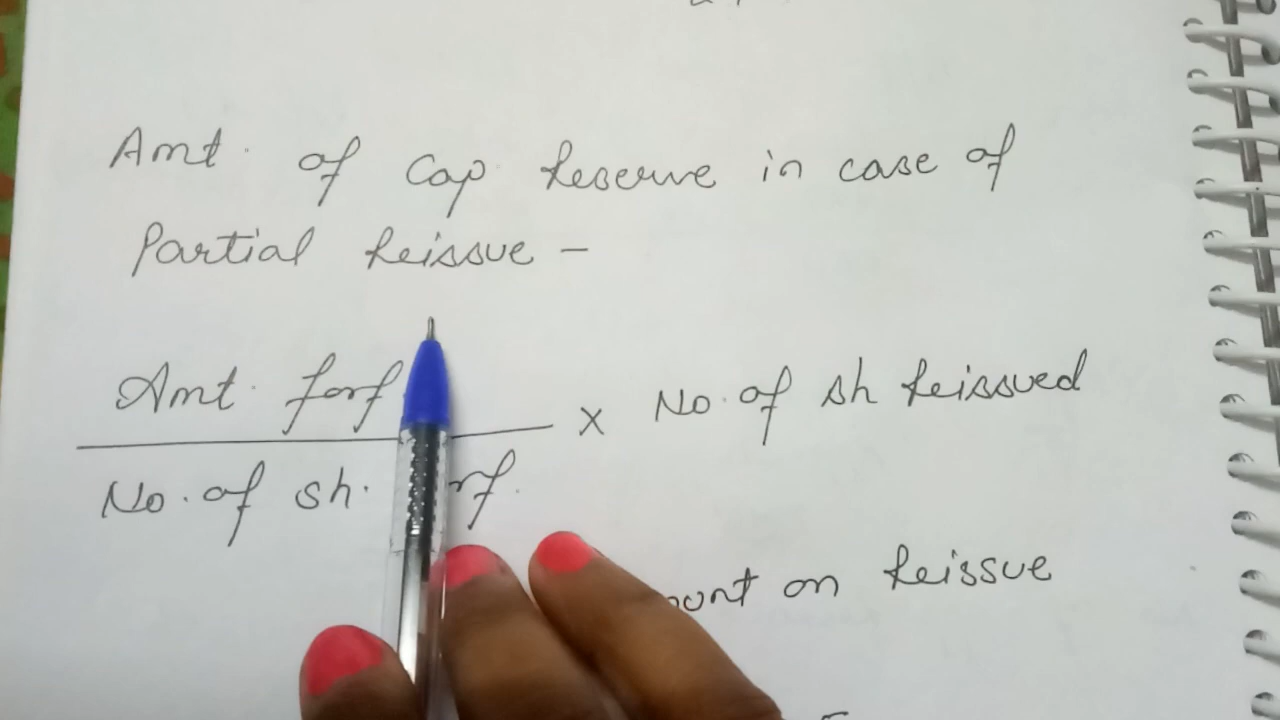 Amt. of Cap. Reserve in case of
Partial Reissue –
Amt. forf
No. of sh.
× No. of sh Reissued
on Reissue